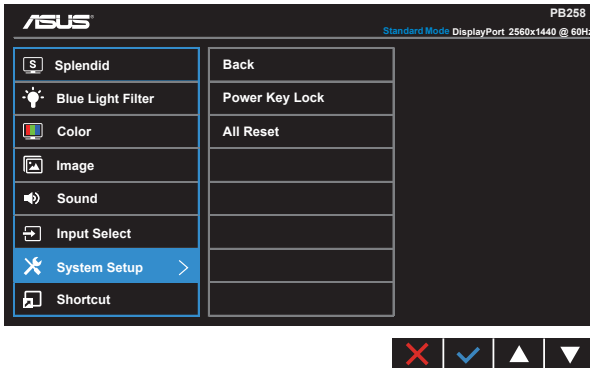 ASUS
PB258
Standard Mode DisplayPort 2560x1440 @ 60Hz
S Splendid
Blue Light Filter
Color
Image
Sound
Input Select
System Setup
Shortcut
Back
Power Key Lock
All Reset